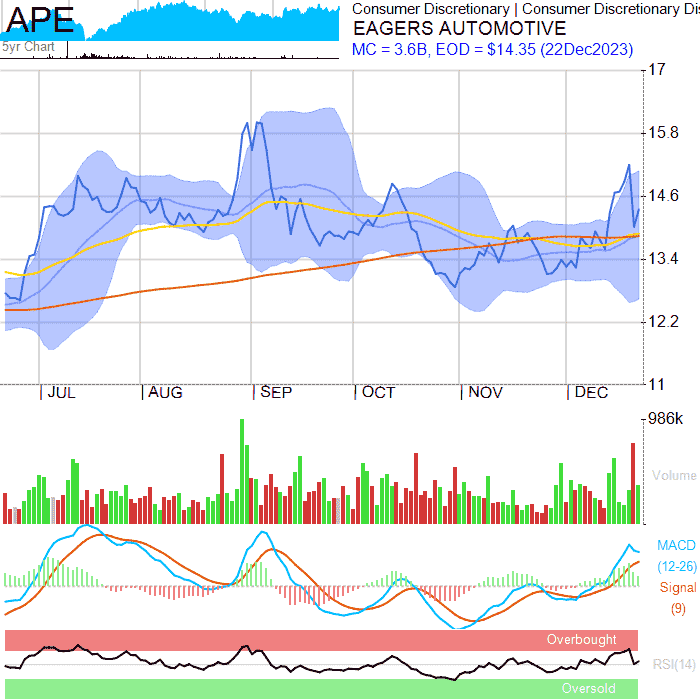 APE
5yr Chart
Consumer Discretionary | Consumer Discretionary Dis
EAGERS AUTOMOTIVE
MC = 3.6B, EOD = $14.35 (22Dec2023)
17
15.8
14.6
13.4
12.2
11
| JUL | AUG | SEP | OCT | NOV | DEC
986k
Volume
MACD
(12-26)
Signal
(9)
Overbought
RSI(14)
Oversold